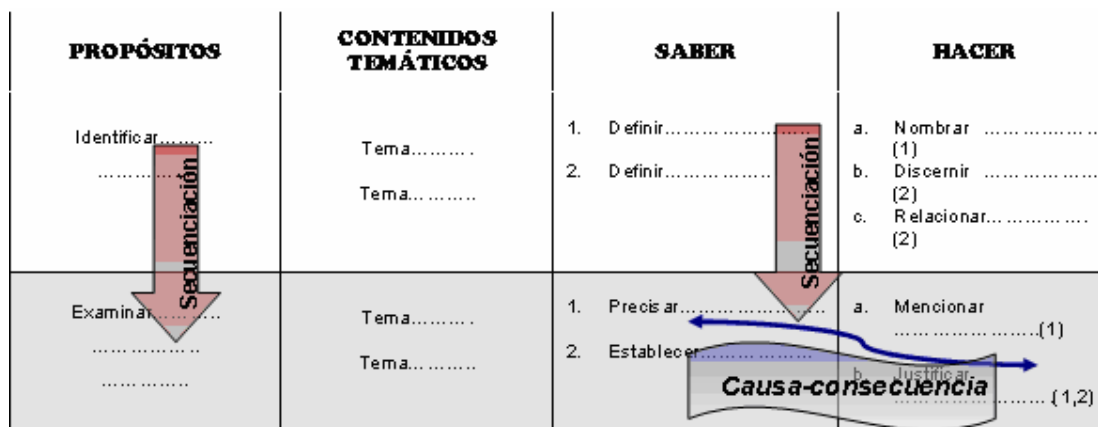 PROPÓSITOS
CONTENIDOS
TEMÁTICOS
SABER
HACER
Identificar.........
...............
Secuenciación
Tema..........
Tema...........
1. Definir........................
2. Definir..................
Secuenciación
a. Nombrar ....................
(1)
b. Discernir ....................
(2)
c. Relacionar................
(2)
Examinar...........
...................
..............
Tema..........
Tema...........
1. Precisar........................
2. Establecer..................
a. Mencionar
........................(1)
b. Justificar
..........................(1,2)
Causa-consecuencia